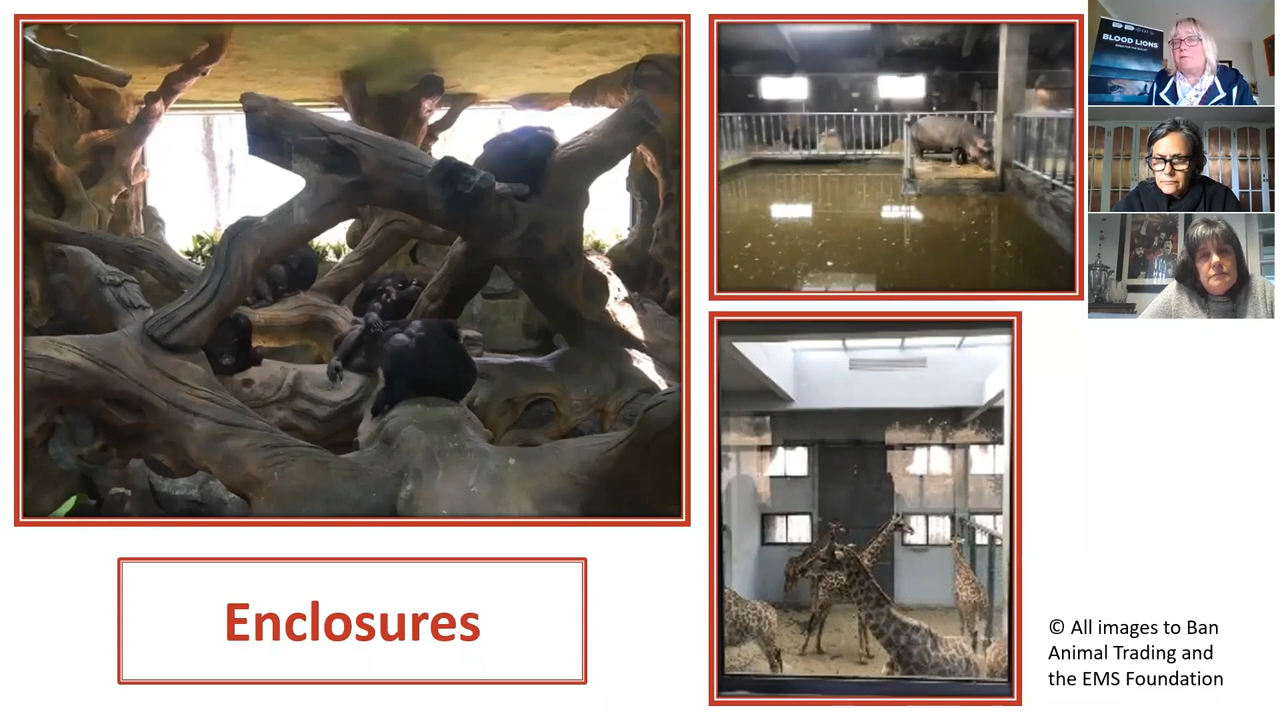 BLOOD LIONS
Enclosures
© All images to Ban
Animal Trading and
the EMS Foundation